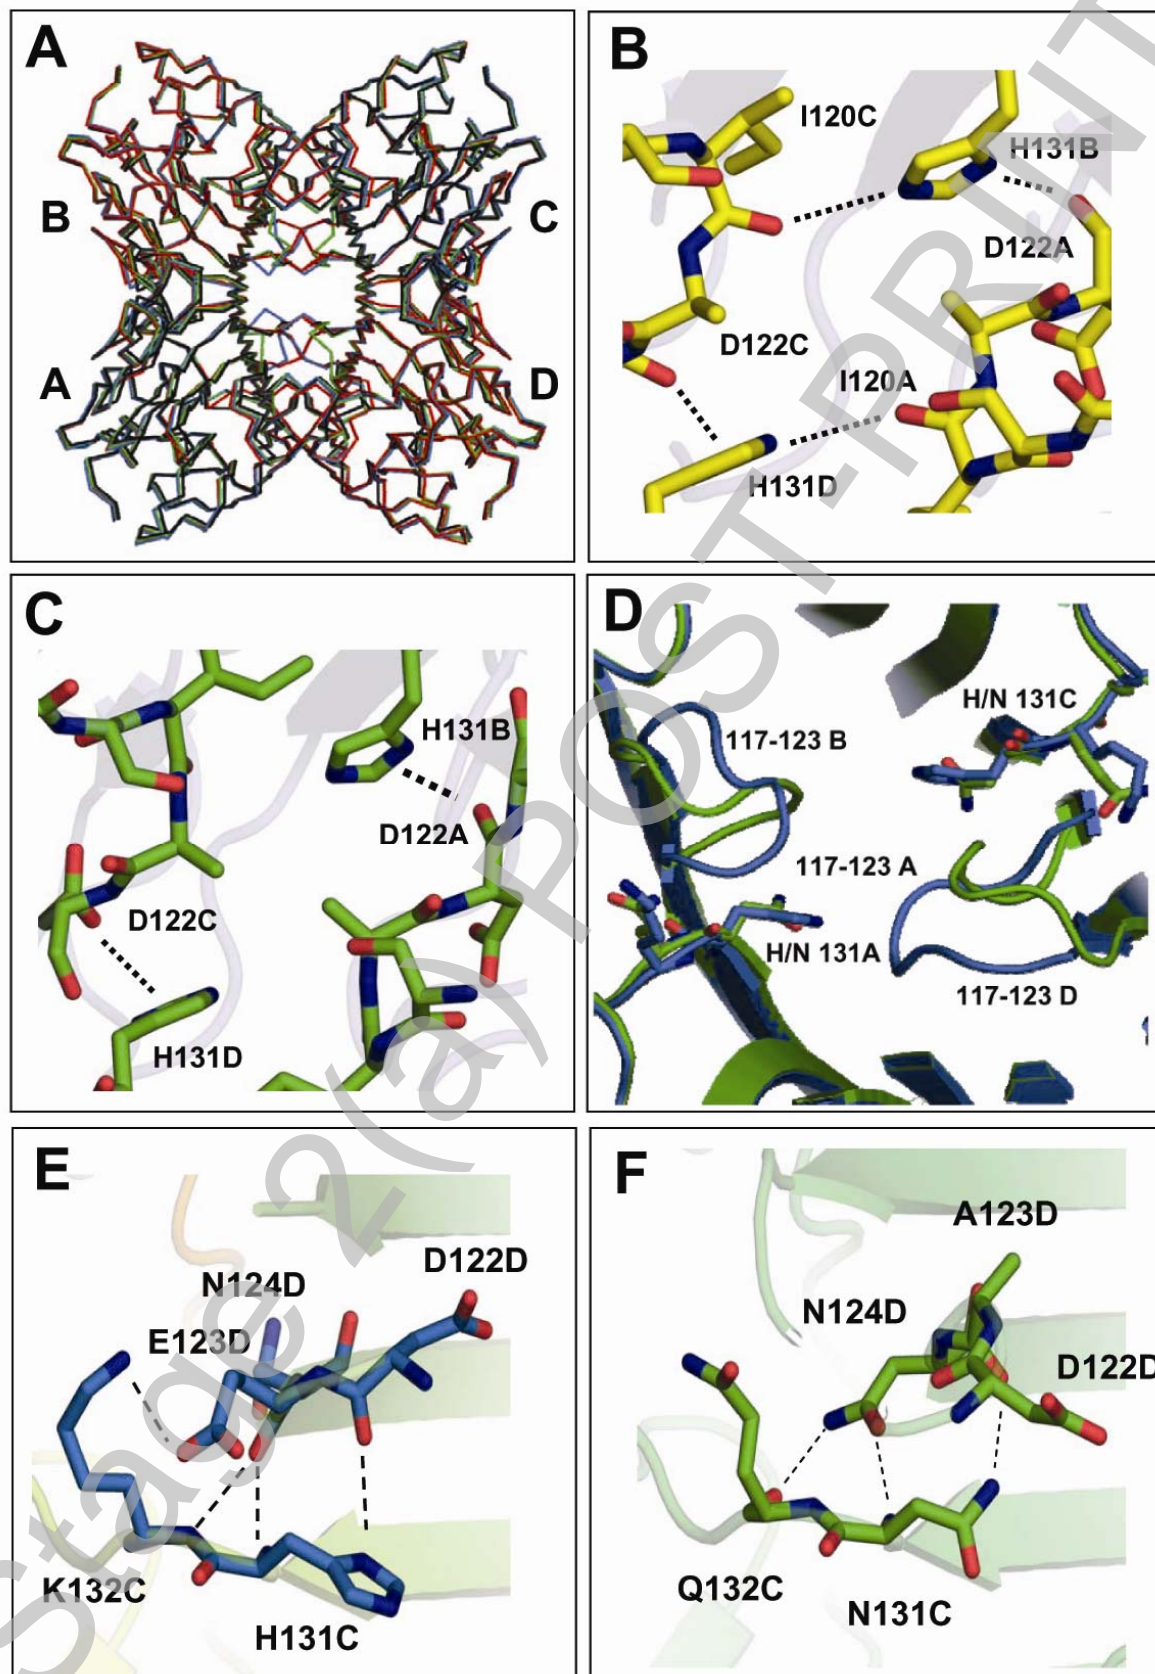 A
B
C
A
D
B
I120C
H131B
D122A
D122C
I120A
H131D
C
H131B
D122A
D122C
H131D
D
H/N 131C
117-123 B
117-123 A
H/N 131A
117-123 D
E
D122D
N124D
E123D
K132C
H131C
F
A123D
N124D
D122D
Q132C
N131C
Stage 2(a) POST-PRINT